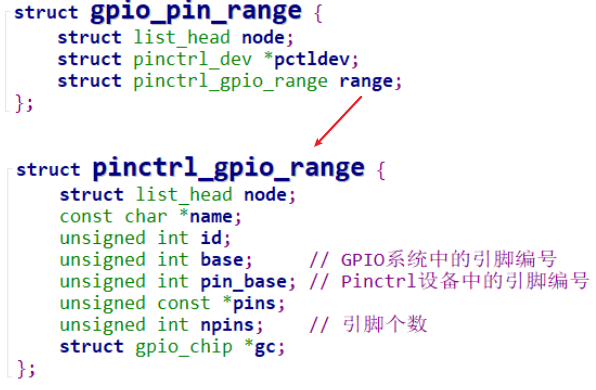 struct gpio_pin_range {
struct list_head node;
struct pinctrl_dev *pctldev;
struct pinctrl_gpio_range range;
};
struct pinctrl_gpio_range {
struct list_head node;
const char *name;
unsigned int id;
unsigned int base; // GPIO系统中的引脚编号
unsigned int pin_base; // Pinctrl设备中的引脚编号
unsigned const *pins;
unsigned int npins; // 引脚个数
struct gpio_chip *gc;
};